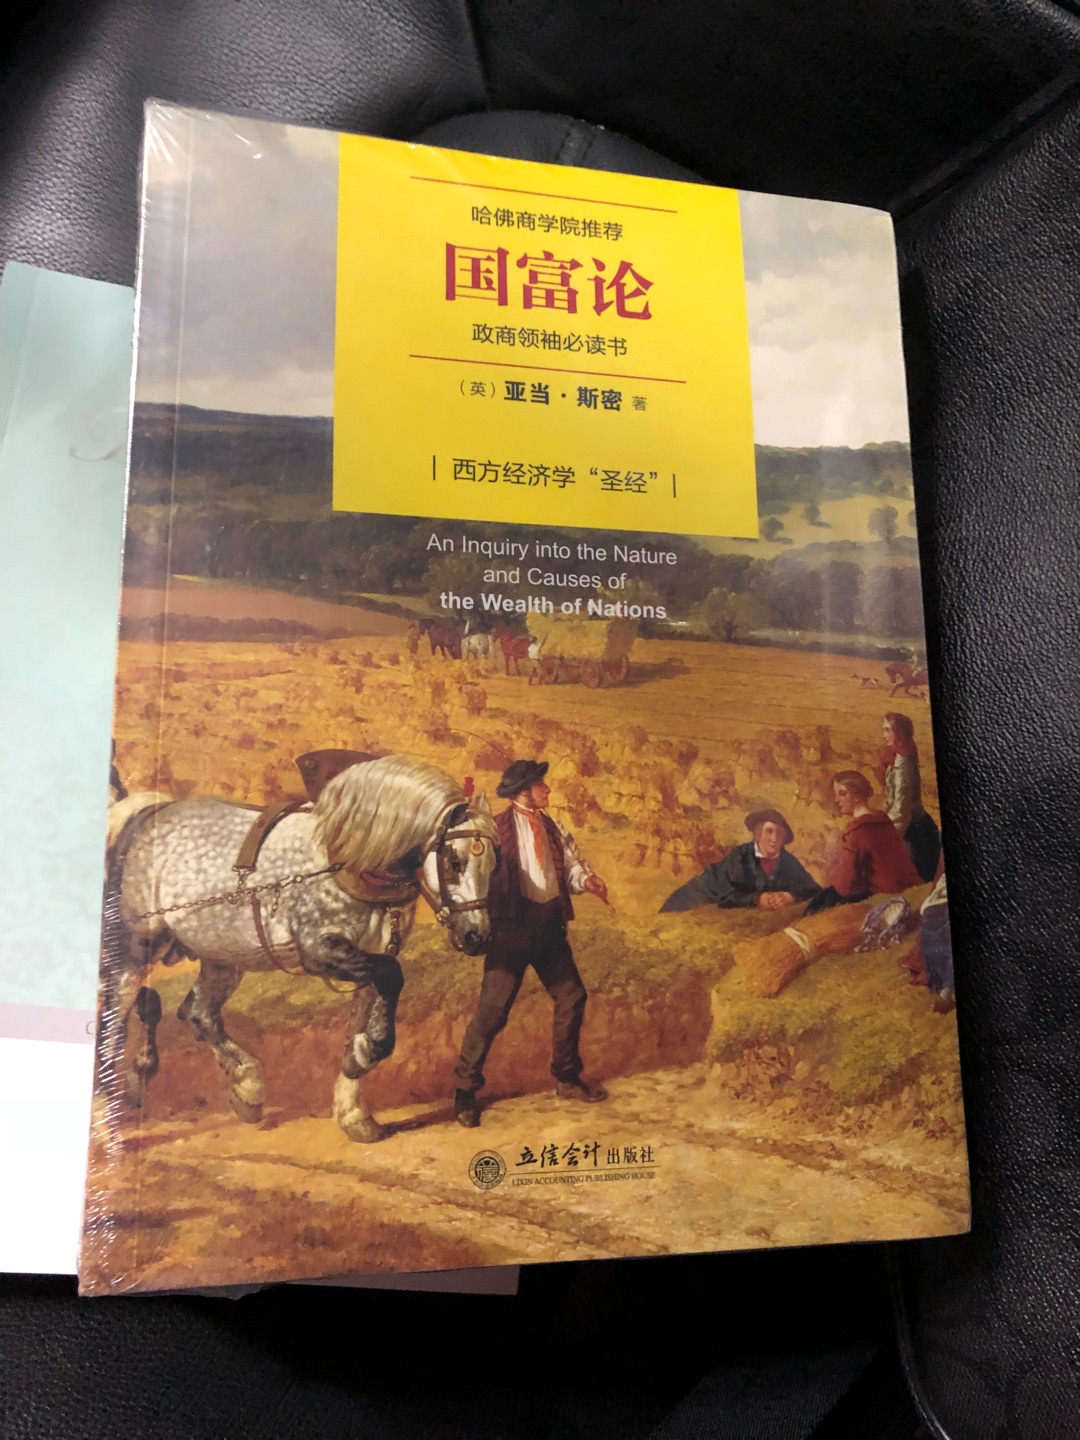 哈佛商学院推荐
国富论
政商领袖必读书
（英）亚当·斯密 著
| 西方经济学“圣经” |
An Inquiry into the Nature
and Causes of
the Wealth of Nations
立信会计出版社
LIXIN ACCOUNTING PUBLISHING HOUSE